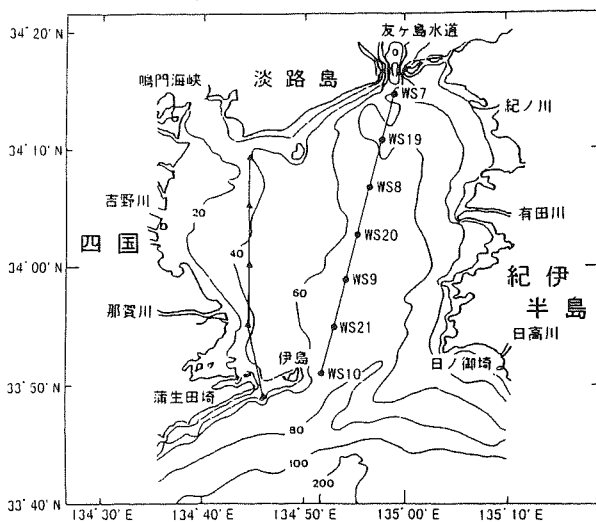 34°20′N
34°10′N
34°00′N
33°50′N
33°40′N
134°30′E
134°40′E
134°50′E
135°00′E
135°10′E
友ヶ島水道
鳴門海峡
淡路島
WS7
紀ノ川
WS19
吉野川
20
WS8
有田川
四国
40
WS20
60
WS9
紀伊
半島
那賀川
WS21
日高川
伊島
日ノ御埼
蒲生田埼
WS10
80
100
200